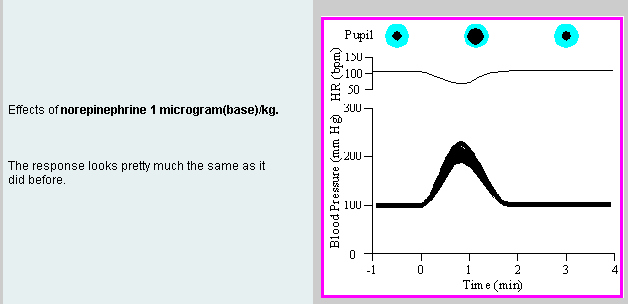 Effects of norepinephrine 1 microgram(base)/kg.
The response looks pretty much the same as it
did before.
Pupil
HR (bpm)
150
100
50
Blood Pressure (mm Hg)
300
200
100
0
-1 0 1 2 3 4
Time (min)